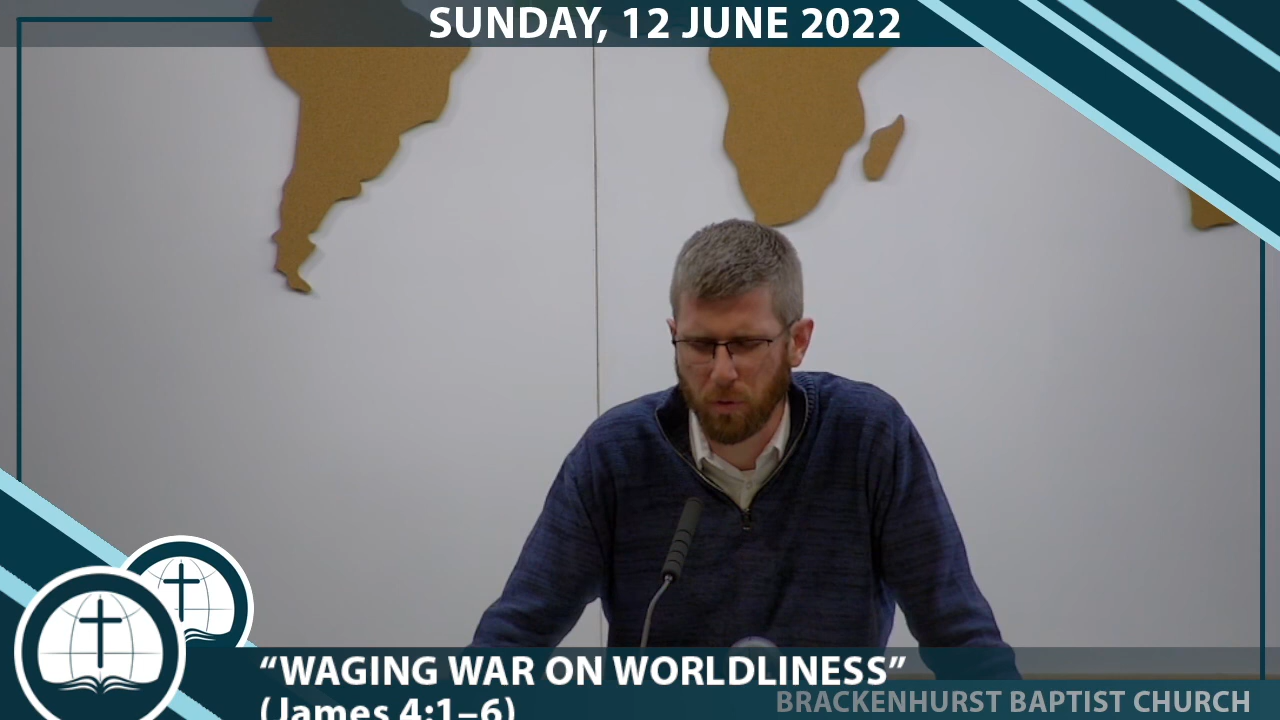 SUNDAY, 12 JUNE 2022
“WAGING WAR ON WORLDLINESS”
(James 4:1–6)
BRACKENHURST BAPTIST CHURCH